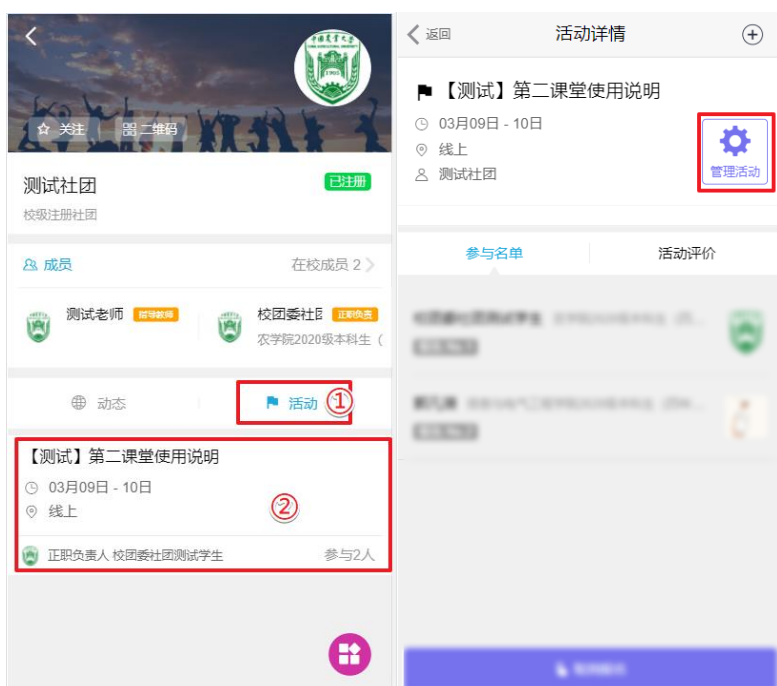 中国农业大学
1905
关注
二维码
测试社团
已注册
校级注册社团
成员
在校成员 2
测试老师
指导教师
校团委社团
正职负责
农学院2020级本科生（
动态
活动
①
【测试】第二课堂使用说明
03月09日 - 10日
线上
②
正职负责人 校团委社团测试学生
参与2人
返回
活动详情
【测试】第二课堂使用说明
03月09日 - 10日
线上
测试社团
管理活动
参与名单
活动评价